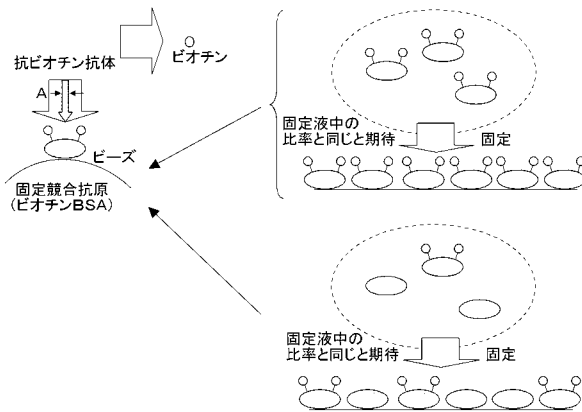 抗ビオチン抗体
ビオチン
A
ビーズ
固定競合抗原
(ビオチンBSA)
固定液中の
比率と同じと期待
固定
固定液中の
比率と同じと期待
固定